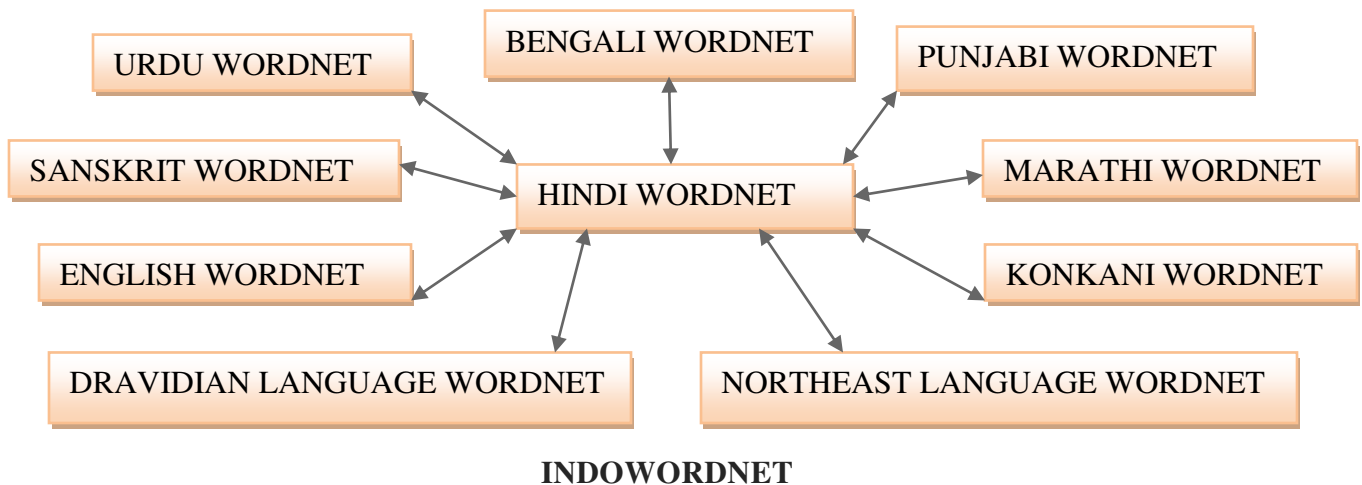 BENGALI WORDNET
URDU WORDNET
PUNJABI WORDNET
SANSKRIT WORDNET
HINDI WORDNET
MARATHI WORDNET
ENGLISH WORDNET
KONKANI WORDNET
DRAVIDIAN LANGUAGE WORDNET
NORTHEAST LANGUAGE WORDNET
INDOWORDNET